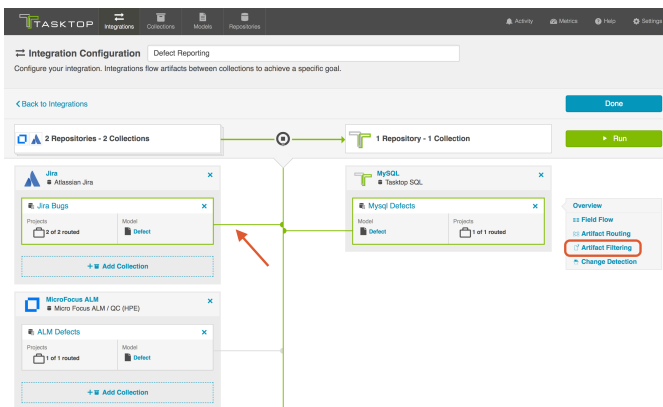 TASKTOP
Integrations
Collections
Models
Repositories
Activity
Metrics
Help
Settings
Integration Configuration
Defect Reporting
Configure your integration. Integrations flow artifacts between collections to achieve a specific goal.
Back to Integrations
Done
2 Repositories - 2 Collections
1 Repository - 1 Collection
Run
Jira
Atlassian Jira
Jira Bugs
Projects
2 of 2 routed
Model
Defect
+ Add Collection
MySQL
Tasktop SQL
Mysql Defects
Model
Defect
Projects
1 of 1 routed
Overview
Field Flow
Artifact Routing
Artifact Filtering
Change Detection
MicroFocus ALM
Micro Focus ALM / QC (HPE)
ALM Defects
Projects
1 of 1 routed
Model
Defect
+ Add Collection